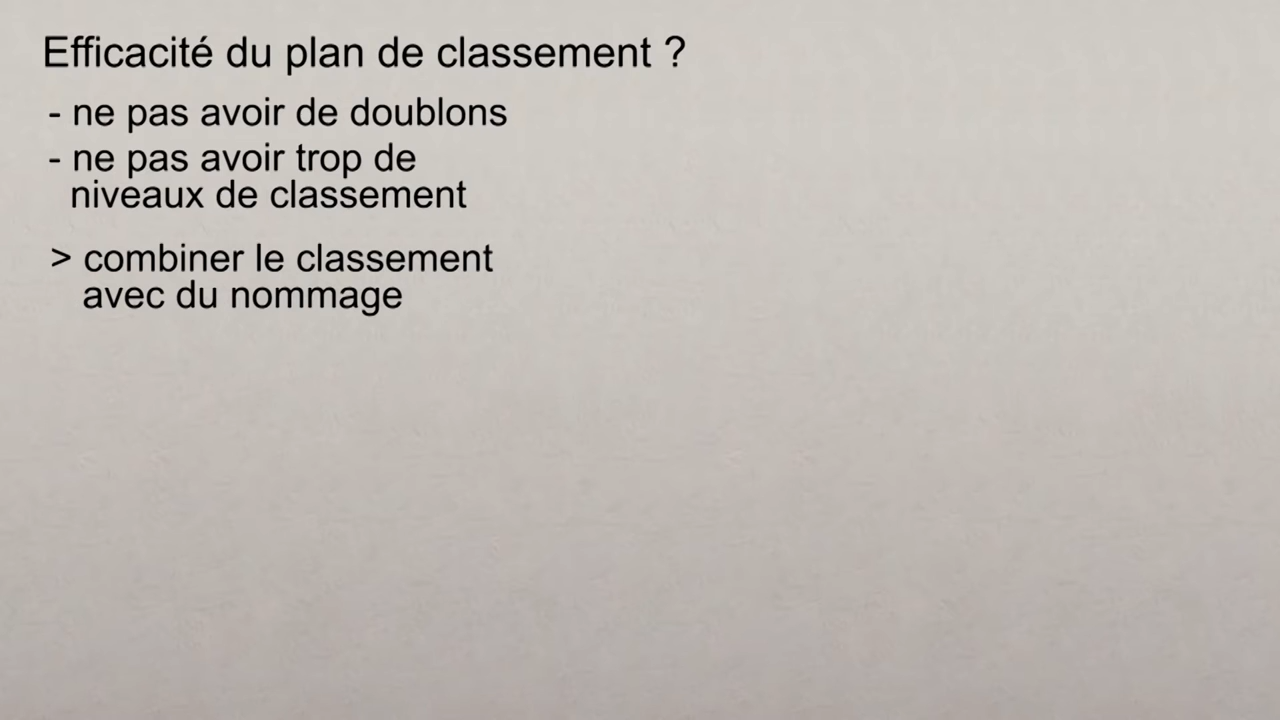 Efficacité du plan de classement ?
- ne pas avoir de doublons
- ne pas avoir trop de
niveaux de classement
> combiner le classement
avec du nommage